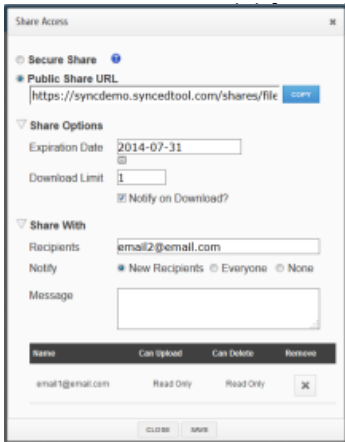 Share Access
Secure Share
Public Share URL
https://syncdemo.syncedtool.com/shares/file COPY
Share Options
Expiration Date 2014-07-31
Download Limit 1
Notify on Download?
Share With
Recipients email2@email.com
Notify New Recipients Everyone None
Message
Name Can Upload Can Delete Remove
email1@email.com Read Only Read Only
CLOSE SAVE